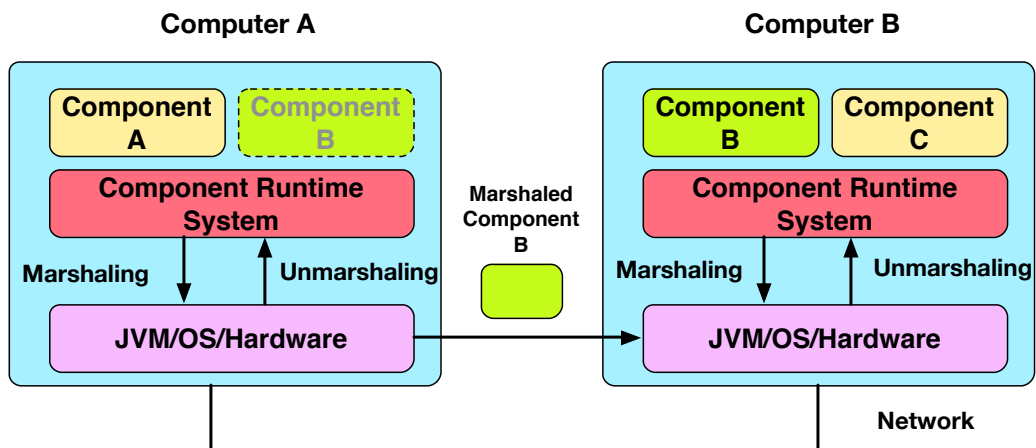 Computer A
Computer B
Component
A
Component
B
Component
B
Component
C
Component Runtime
System
Marshaled
Component
B
Component Runtime
System
Marshaling
Unmarshaling
Marshaling
Unmarshaling
JVM/OS/Hardware
JVM/OS/Hardware
Network